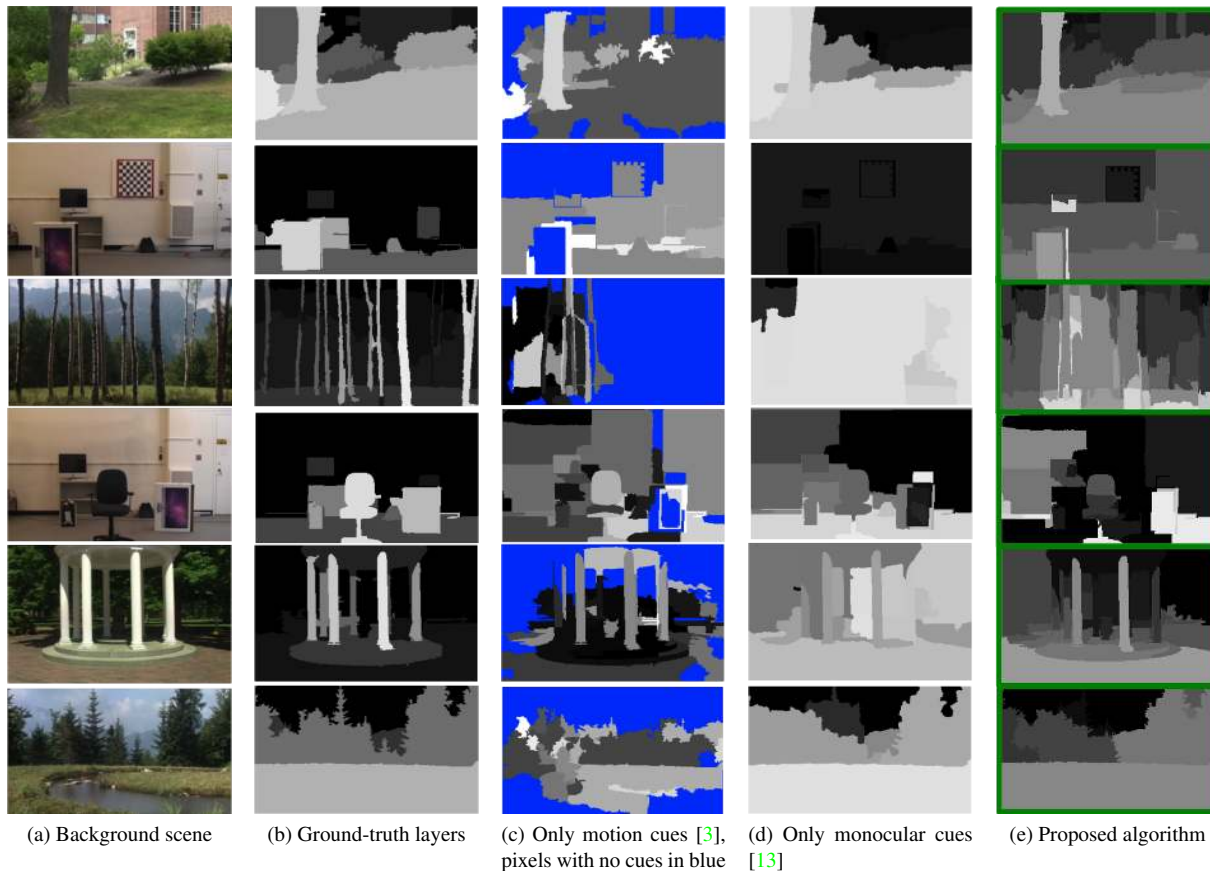 (a) Background scene
(b) Ground-truth layers
(c) Only motion cues [3],
pixels with no cues in blue
(d) Only monocular cues
[13]
(e) Proposed algorithm